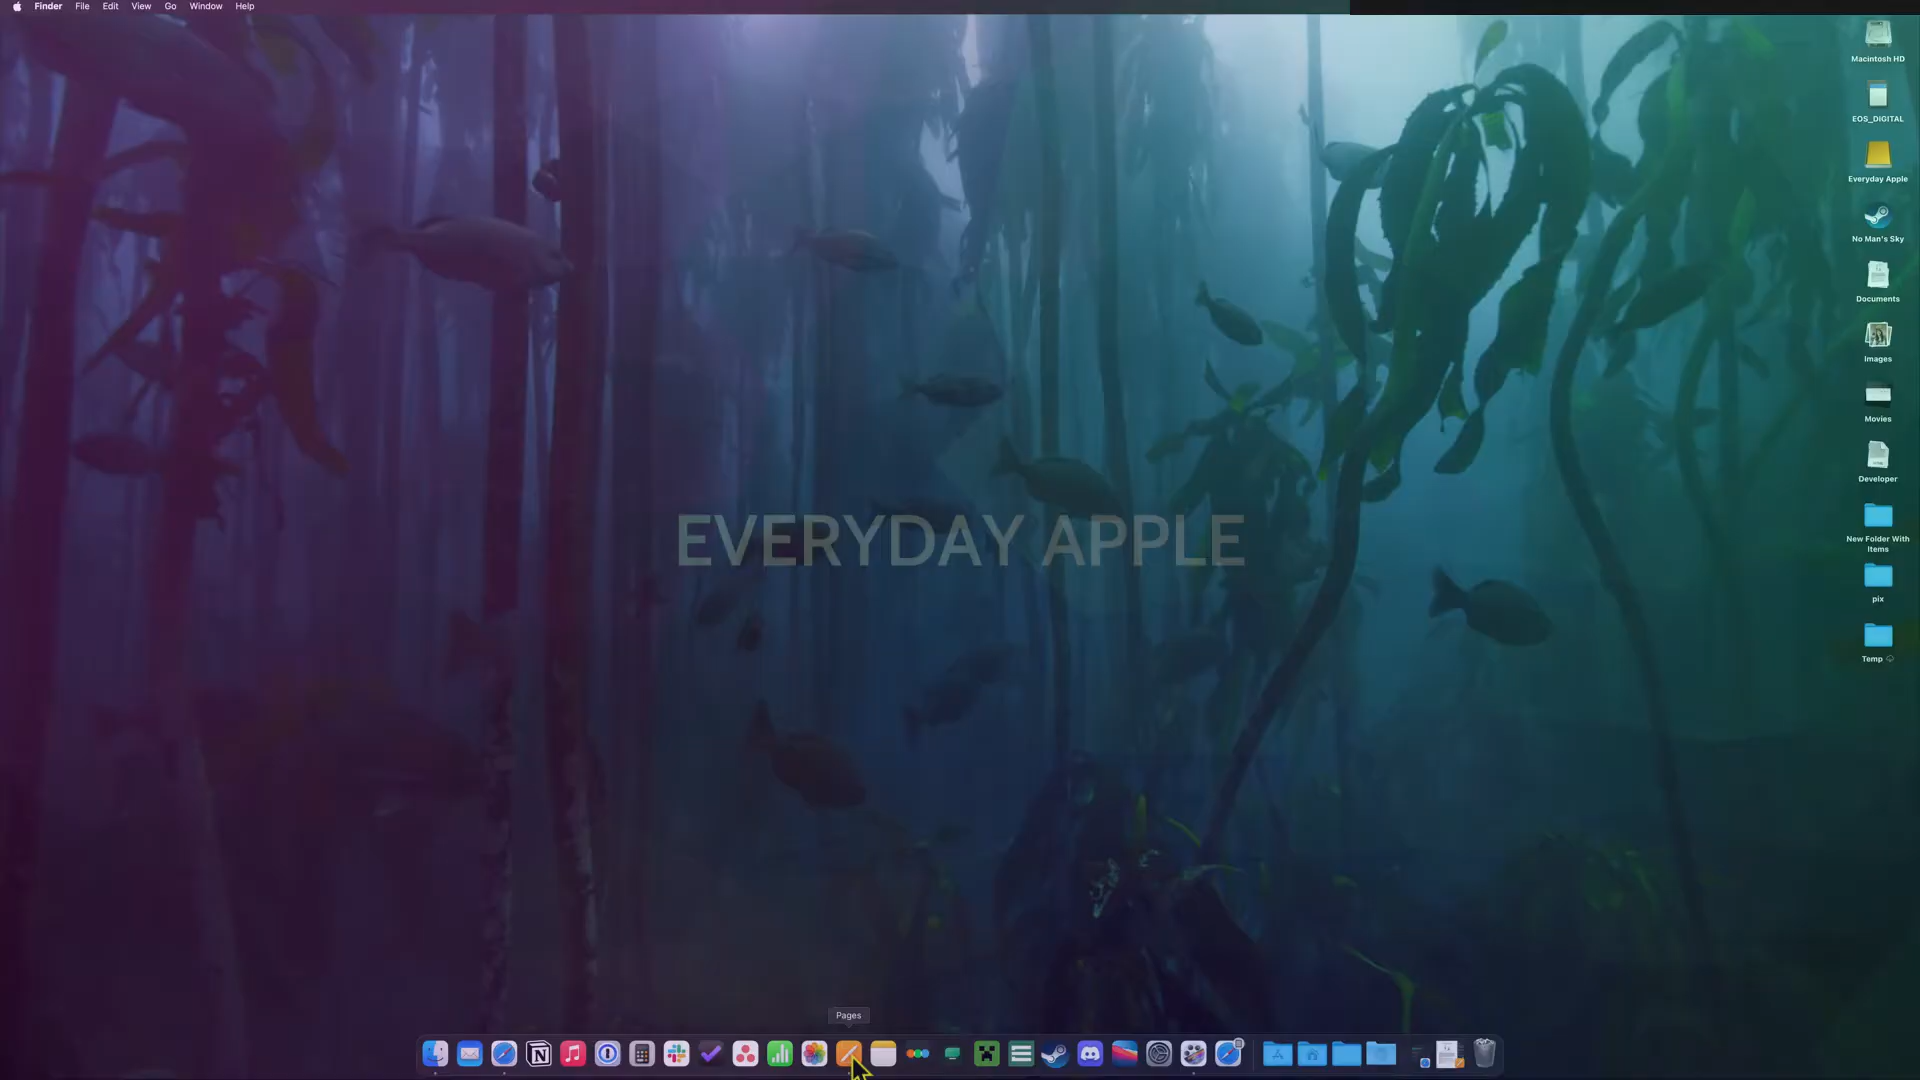 Finder File Edit View Go Window Help
Macintosh HD
EOS_DIGITAL
Everyday Apple
No Man's Sky
Documents
Images
Movies
Developer
New Folder With
Items
pix
Temp
EVERYDAY APPLE
Pages